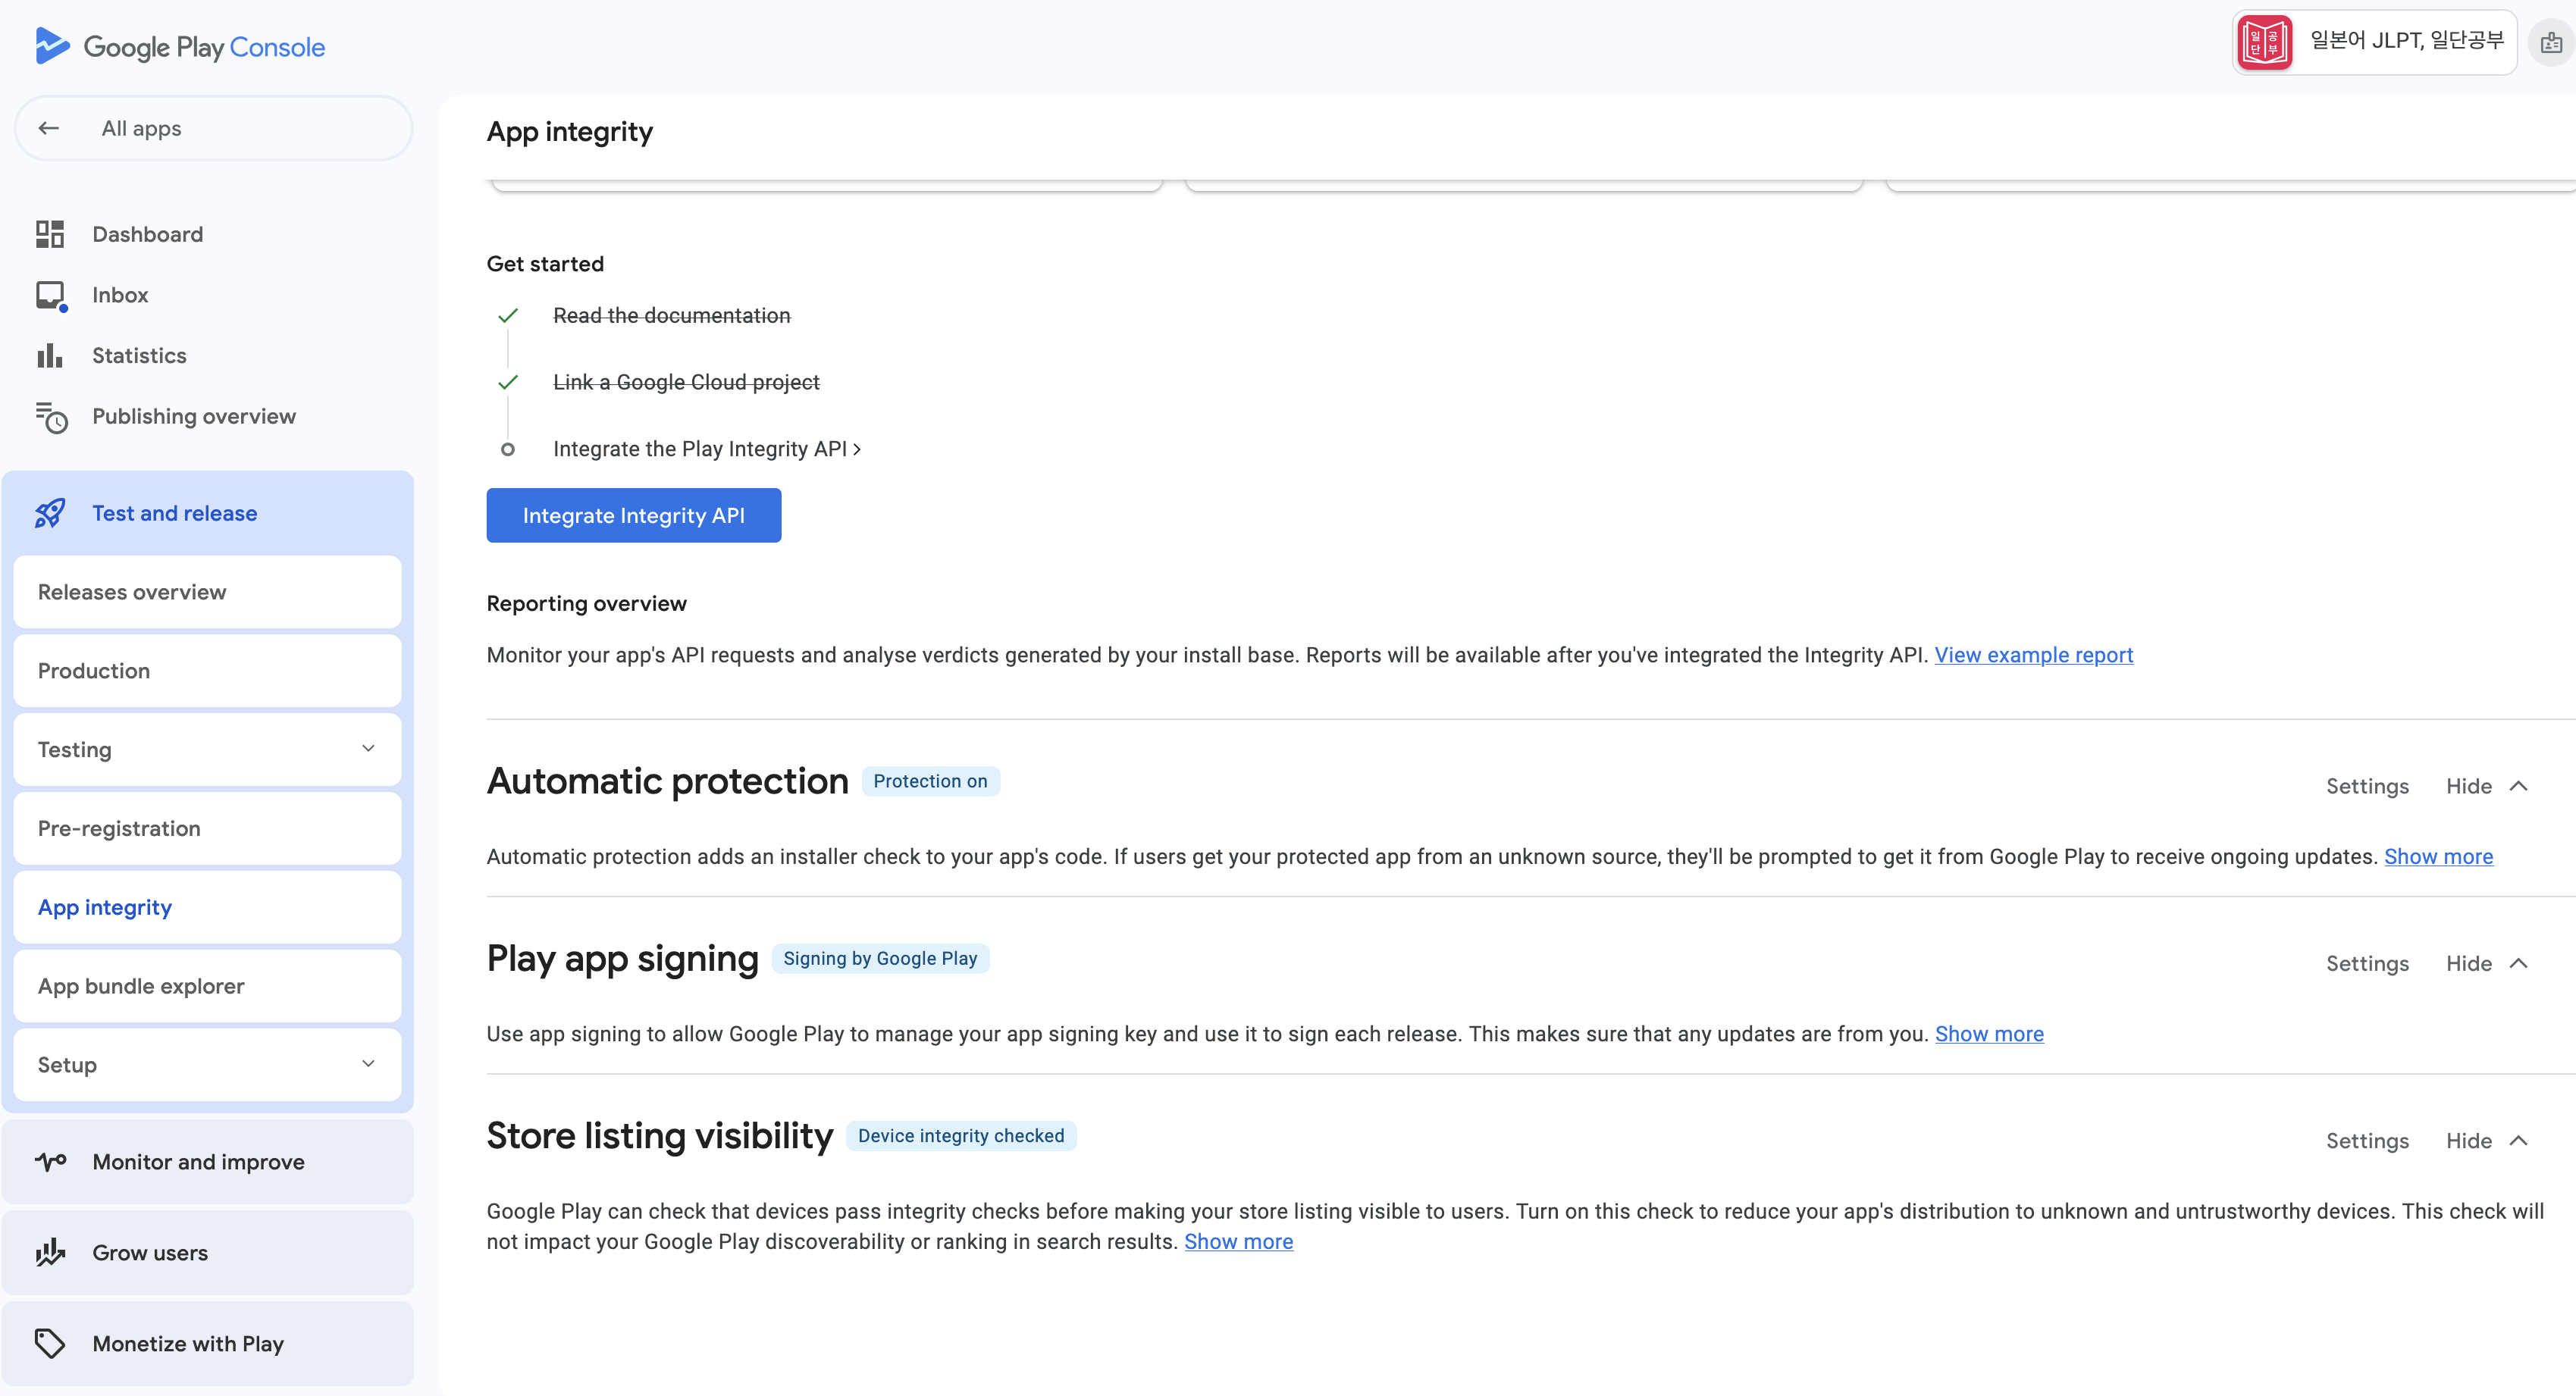 Google Play Console
일단
공부
일본어 JLPT, 일단공부
All apps
Dashboard
Inbox
Statistics
Publishing overview
Test and release
Releases overview
Production
Testing
Pre-registration
App integrity
App bundle explorer
Setup
Monitor and improve
Grow users
Monetize with Play
App integrity
Get started
Read the documentation
Link a Google Cloud project
Integrate the Play Integrity API
Integrate Integrity API
Reporting overview
Monitor your app's API requests and analyse verdicts generated by your install base. Reports will be available after you've integrated the Integrity API. View example report
Automatic protection Protection on
Settings Hide
Automatic protection adds an installer check to your app's code. If users get your protected app from an unknown source, they'll be prompted to get it from Google Play to receive ongoing updates. Show more
Play app signing Signing by Google Play
Settings Hide
Use app signing to allow Google Play to manage your app signing key and use it to sign each release. This makes sure that any updates are from you. Show more
Store listing visibility Device integrity checked
Settings Hide
Google Play can check that devices pass integrity checks before making your store listing visible to users. Turn on this check to reduce your app's distribution to unknown and untrustworthy devices. This check will
not impact your Google Play discoverability or ranking in search results. Show more